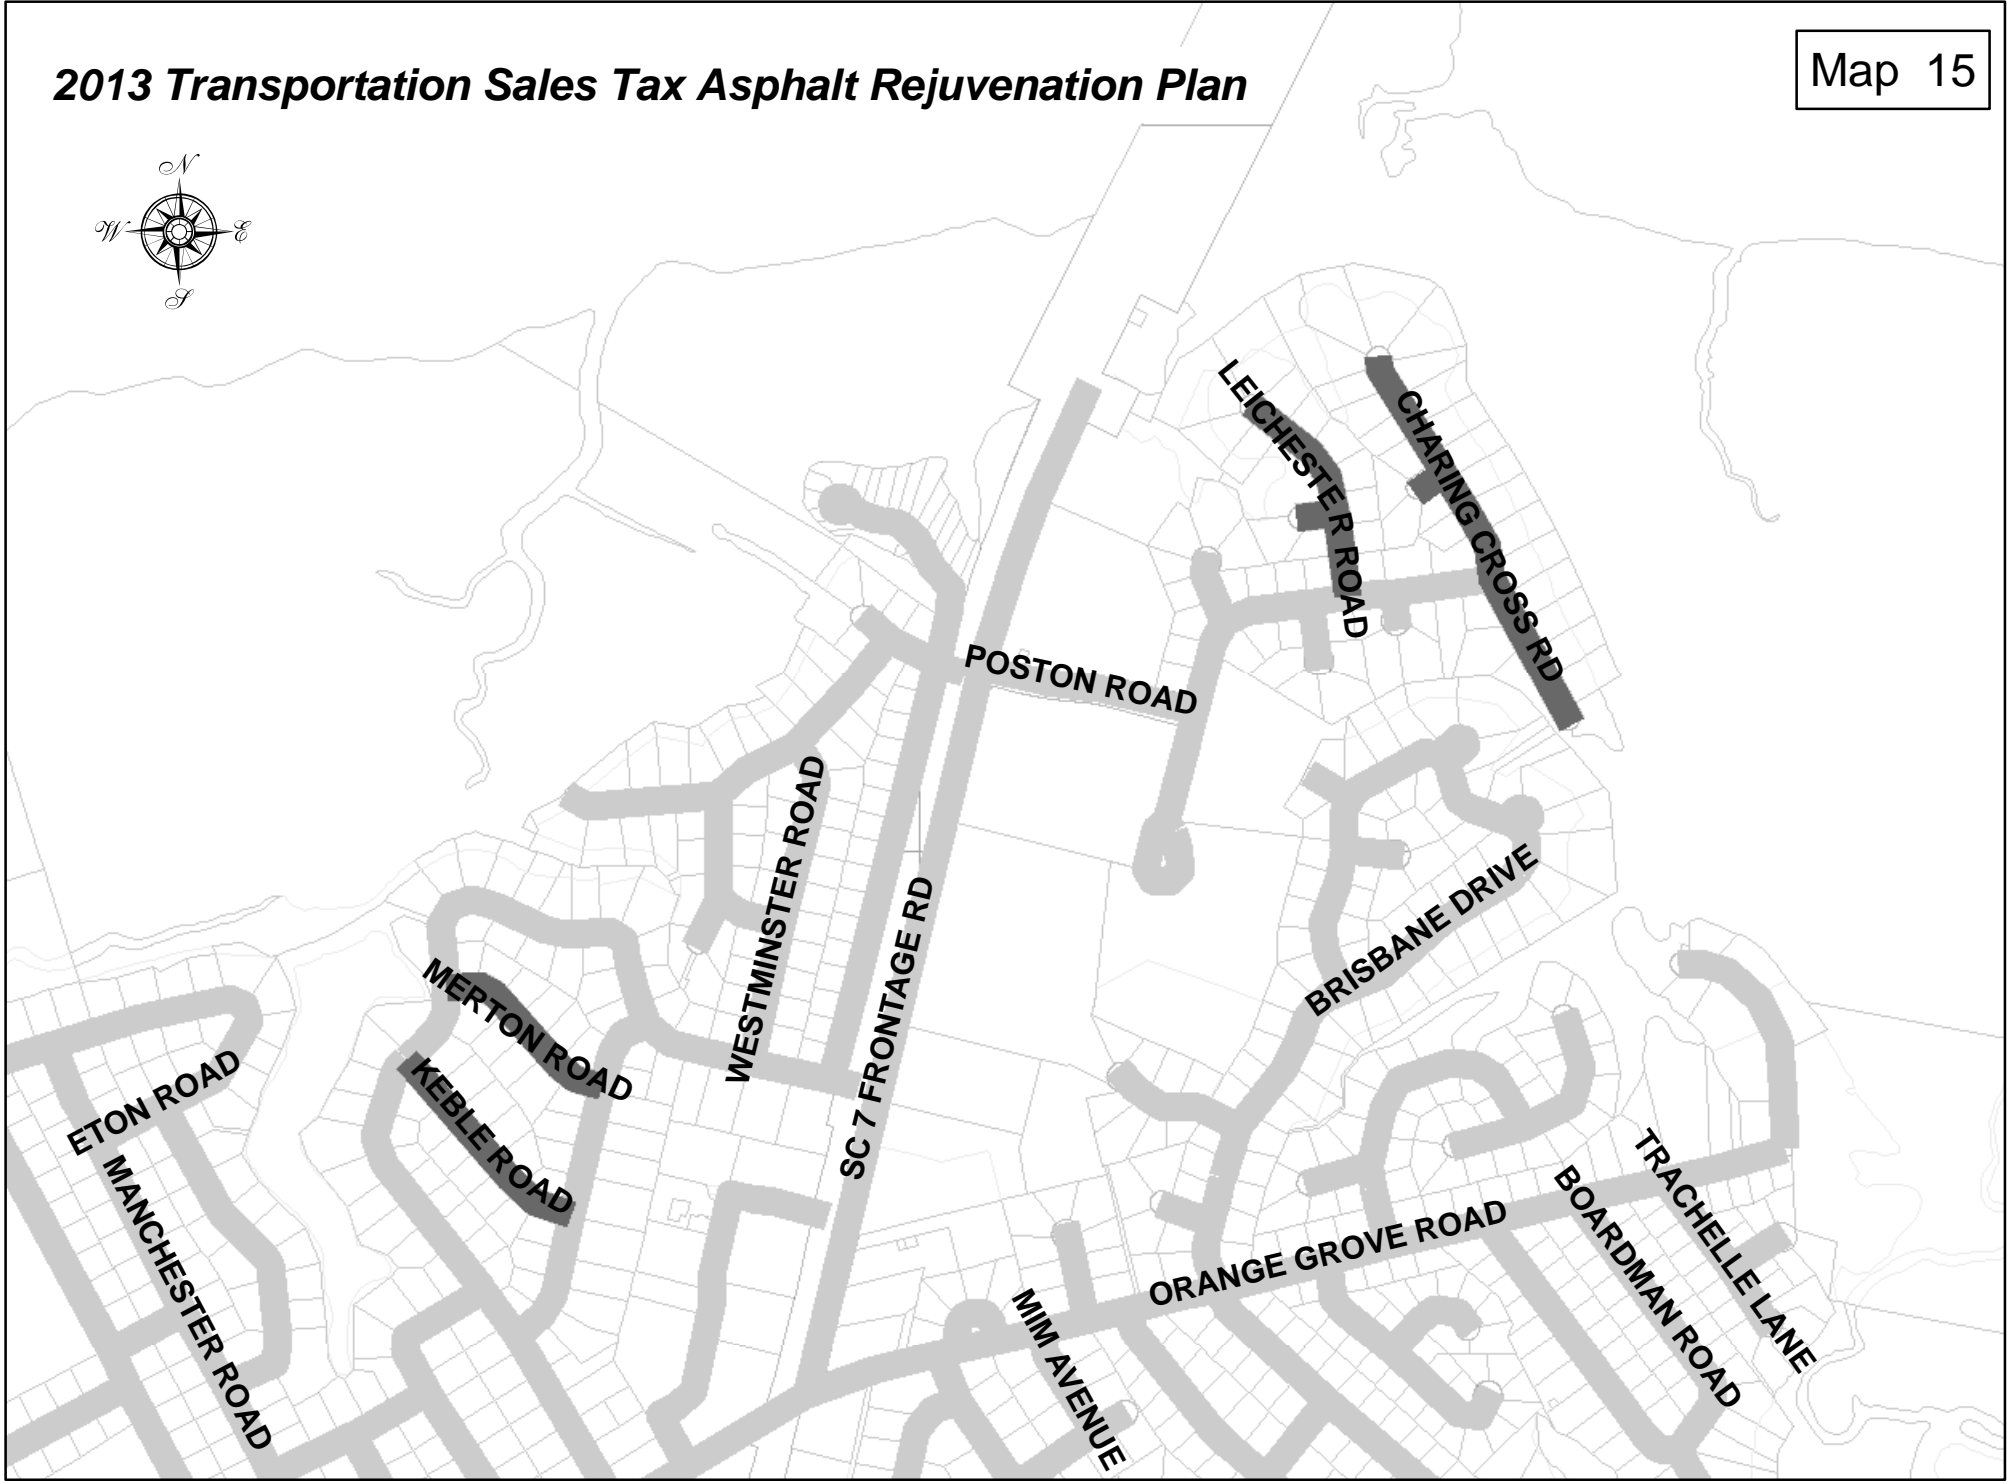 2013 Transportation Sales Tax Asphalt Rejuvenation Plan
Map 15
N
W
E
S
LEICHESTER ROAD
CHARING CROSS RD
POSTON ROAD
WESTMINSTER ROAD
SC 7 FRONTAGE RD
BRISBANE DRIVE
MERTON ROAD
KEBLE ROAD
ETON ROAD
MANCHESTER ROAD
ORANGE GROVE ROAD
MIM AVENUE
BOARDMAN ROAD
TRACHELLE LANE